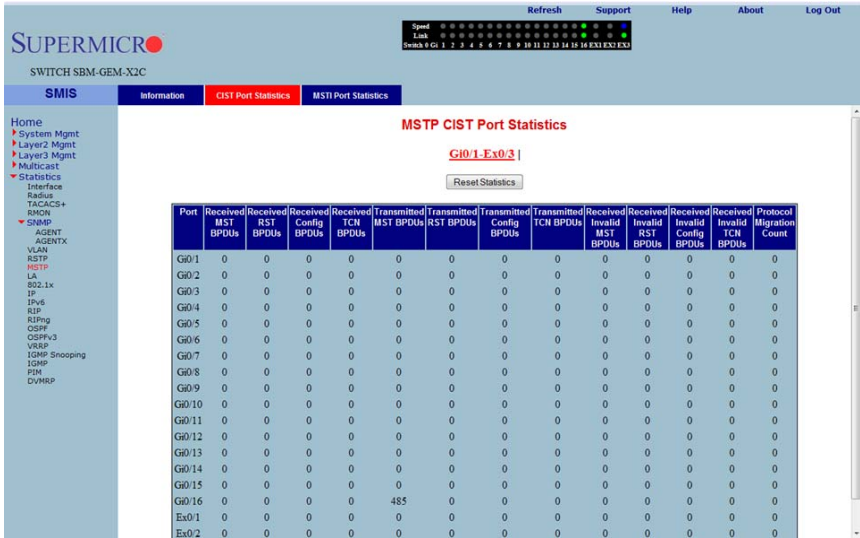 Refresh Support Help About Log Out
Speed
Link
Switch 0 Gi 1 2 3 4 5 6 7 8 9 10 11 12 13 14 15 16 EX1 EX2 EX3
SUPERMICRO
SWITCH SBM-GEM-X2C
SMIS
Information CIST Port Statistics MSTI Port Statistics
Home
System Mgmt
Layer2 Mgmt
Layer3 Mgmt
Multicast
Statistics
Interface
Radius
TACACS+
RMON
SNMP
AGENT
AGENTX
VLAN
RSTP
MSTP
LA
802.1x
IP
IPv6
RIP
RIPng
OSPF
OSPFv3
VRRP
IGMP Snooping
IGMP
PIM
DVMRP
MSTP CIST Port Statistics
Gi0/1-Ex0/3 |
Reset Statistics
Port Received Received Received Received Transmitted Transmitted Transmitted Transmitted Received Received Received Received Protocol
MST RST Config TCN MST BPDUs RST BPDUs Config TCN BPDUs Invalid Invalid Invalid Invalid Migration
BPDUs BPDUs BPDUs BPDUs BPDUs MST RST Config TCN Count
BPDUs BPDUs BPDUs BPDUs
Gi0/1 0 0 0 0 0 0 0 0 0 0 0 0 0
Gi0/2 0 0 0 0 0 0 0 0 0 0 0 0 0
Gi0/3 0 0 0 0 0 0 0 0 0 0 0 0 0
Gi0/4 0 0 0 0 0 0 0 0 0 0 0 0 0
Gi0/5 0 0 0 0 0 0 0 0 0 0 0 0 0
Gi0/6 0 0 0 0 0 0 0 0 0 0 0 0 0
Gi0/7 0 0 0 0 0 0 0 0 0 0 0 0 0
Gi0/8 0 0 0 0 0 0 0 0 0 0 0 0 0
Gi0/9 0 0 0 0 0 0 0 0 0 0 0 0 0
Gi0/10 0 0 0 0 0 0 0 0 0 0 0 0 0
Gi0/11 0 0 0 0 0 0 0 0 0 0 0 0 0
Gi0/12 0 0 0 0 0 0 0 0 0 0 0 0 0
Gi0/13 0 0 0 0 0 0 0 0 0 0 0 0 0
Gi0/14 0 0 0 0 0 0 0 0 0 0 0 0 0
Gi0/15 0 0 0 0 0 0 0 0 0 0 0 0 0
Gi0/16 0 0 0 0 485 0 0 0 0 0 0 0 0
Ex0/1 0 0 0 0 0 0 0 0 0 0 0 0 0
Ex0/2 0 0 0 0 0 0 0 0 0 0 0 0 0